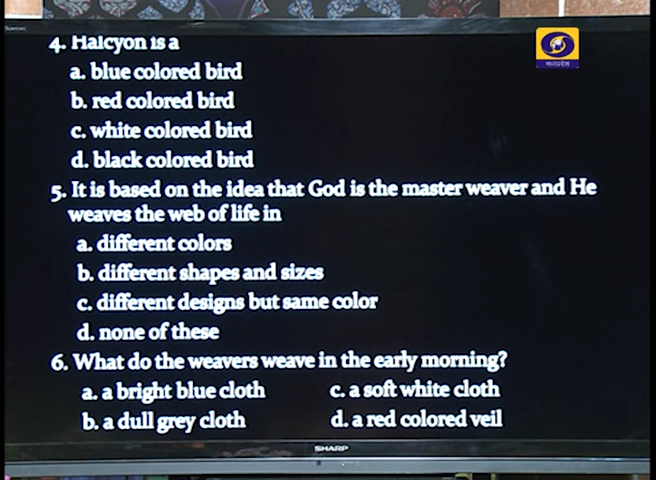 4. Halcyon is a
a. blue colored bird
b. red colored bird
c. white colored bird
d. black colored bird
5. It is based on the idea that God is the master weaver and He
weaves the web of life in
a. different colors
b. different shapes and sizes
c. different designs but same color
d. none of these
6. What do the weavers weave in the early morning?
a. a bright blue cloth c. a soft white cloth
b. a dull grey cloth d. a red colored veil
मध्यप्रदेश
SHARP